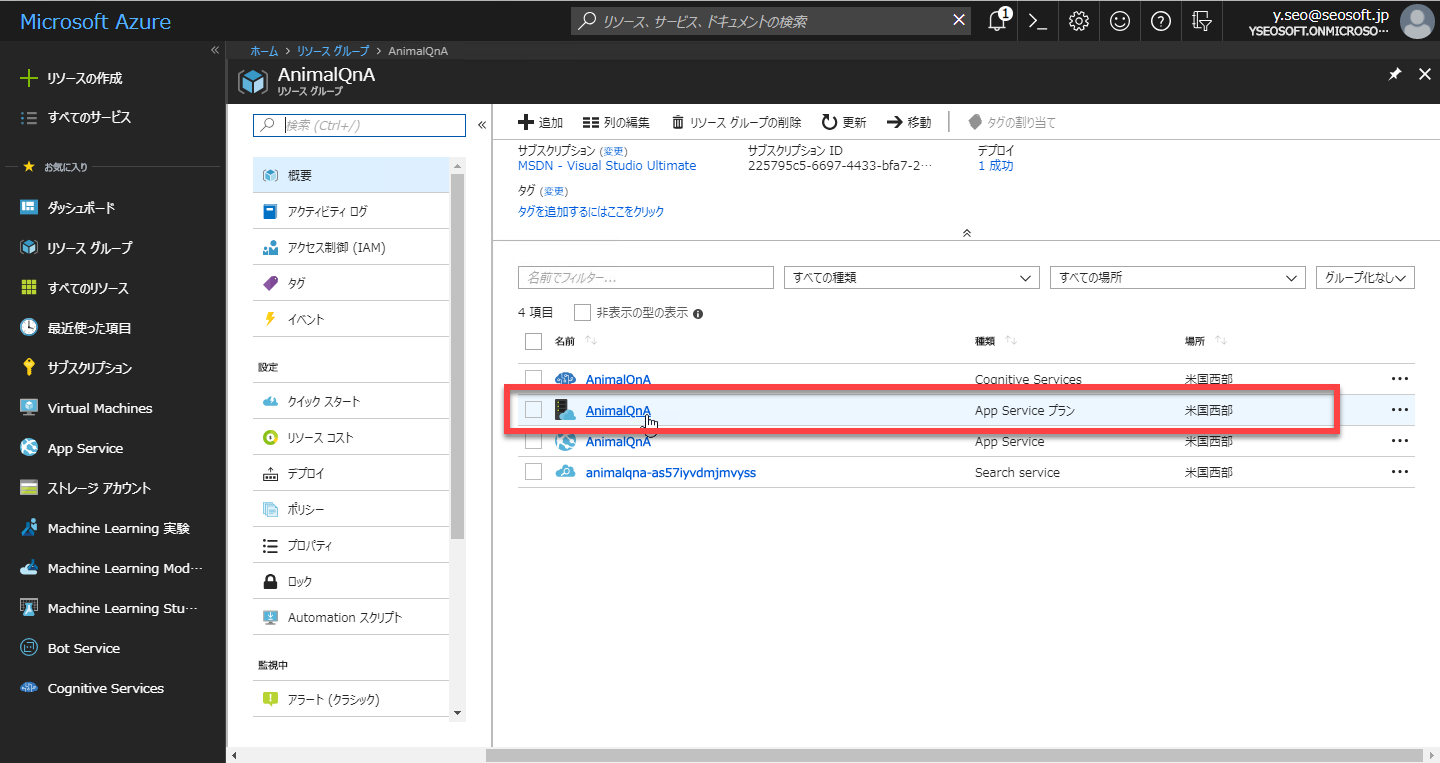 Microsoft Azure
リソース、サービス、ドキュメントの検索
1
y.seo@seosoft.jp
YSEOSOFT.ONMICROSO…
リソースの作成
すべてのサービス
お気に入り
ダッシュボード
リソース グループ
すべてのリソース
最近使った項目
サブスクリプション
Virtual Machines
App Service
ストレージ アカウント
Machine Learning 実験
Machine Learning Mod…
Machine Learning Stu…
Bot Service
Cognitive Services
ホーム > リソース グループ > AnimalQnA
AnimalQnA
リソース グループ
検索 (Ctrl+/)
概要
アクティビティ ログ
アクセス制御 (IAM)
タグ
イベント
設定
クイック スタート
リソース コスト
デプロイ
ポリシー
プロパティ
ロック
Automation スクリプト
監視中
アラート (クラシック)
追加 列の編集 リソース グループの削除 更新 移動 タグの割り当て
サブスクリプション (変更) サブスクリプション ID デプロイ
MSDN - Visual Studio Ultimate 225795c5-6697-4433-bfa7-2… 1 成功
タグ (変更)
タグを追加するにはここをクリック
名前でフィルター... すべての種類 すべての場所 グループ化なし
4 項目 非表示の型の表示
名前 種類 場所
AnimalQnA Cognitive Services 米国西部
AnimalQnA App Service プラン 米国西部
AnimalQnA App Service 米国西部
animalqna-as57iyvdmjmvyss Search service 米国西部